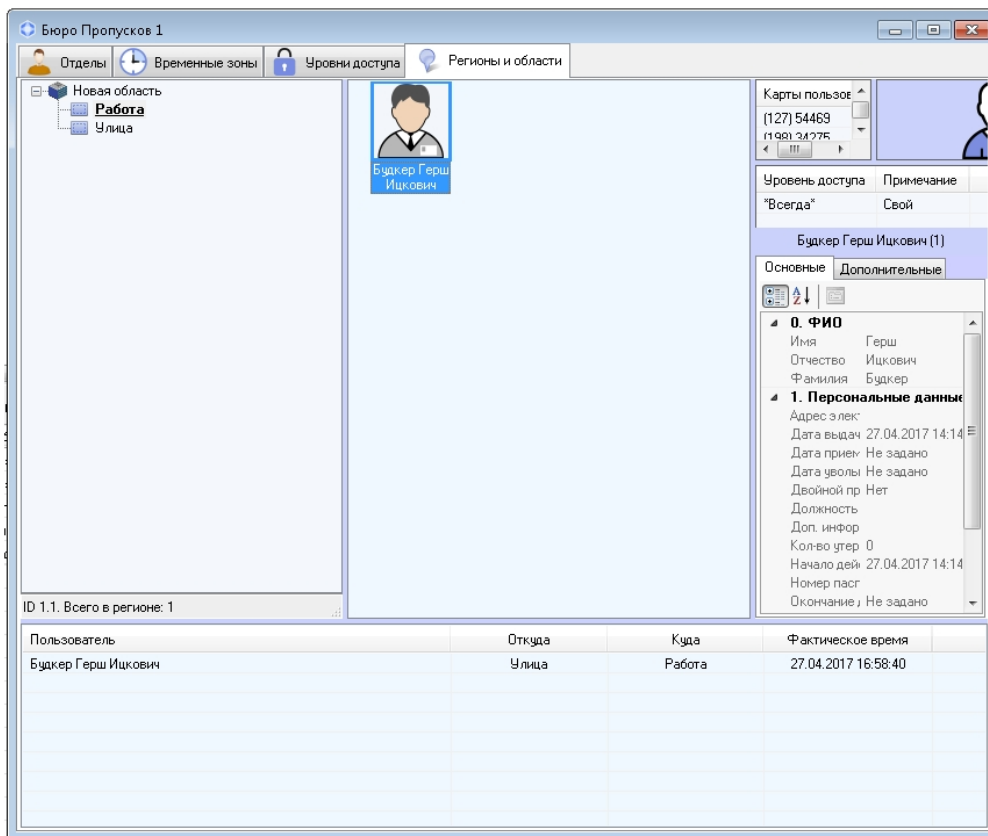 Бюро Пропусков 1
Отделы
Временные зоны
Уровни доступа
Регионы и области
Новая область
Работа
Улица
Будкер Герш
Ицкович
Карты пользов
(127) 54469
(198) 34275
Уровень доступа Примечание
*Всегда* Свой
Будкер Герш Ицкович (1)
Основные Дополнительные
0. ФИО
Имя Герш
Отчество Ицкович
Фамилия Будкер
1. Персональные данные
Адрес элек
Дата выдач 27.04.2017 14:14
Дата прием Не задано
Дата уволь Не задано
Двойной пр Нет
Должность
Доп. инфор
Кол-во утер 0
Начало дей 27.04.2017 14:14
Номер пасп
Окончание Не задано
ID 1.1. Всего в регионе: 1
Пользователь Откуда Куда Фактическое время
Будкер Герш Ицкович Улица Работа 27.04.2017 16:58:40